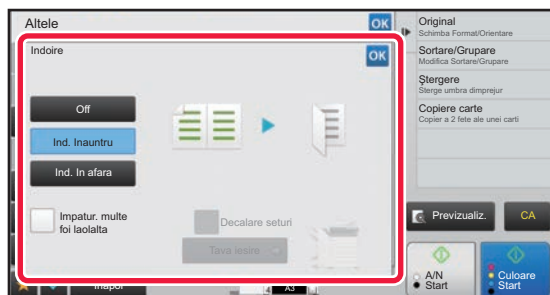 Altele
OK
Indoire
OK
Off
Ind. Inauntru
Ind. In afara
Impatur. multe
foi laolalta
Decalare seturi
Tava Iesire
Inapoi
4
A3
Original
Schimba Format/Orientare
Sortare/Grupare
Modifica Sortare/Grupare
Ştergere
Sterge umbra dimprejur
Copiere carte
Copier a 2 fete ale unei carti
Previzualiz.
CA
A/N
Start
Culoare
Start